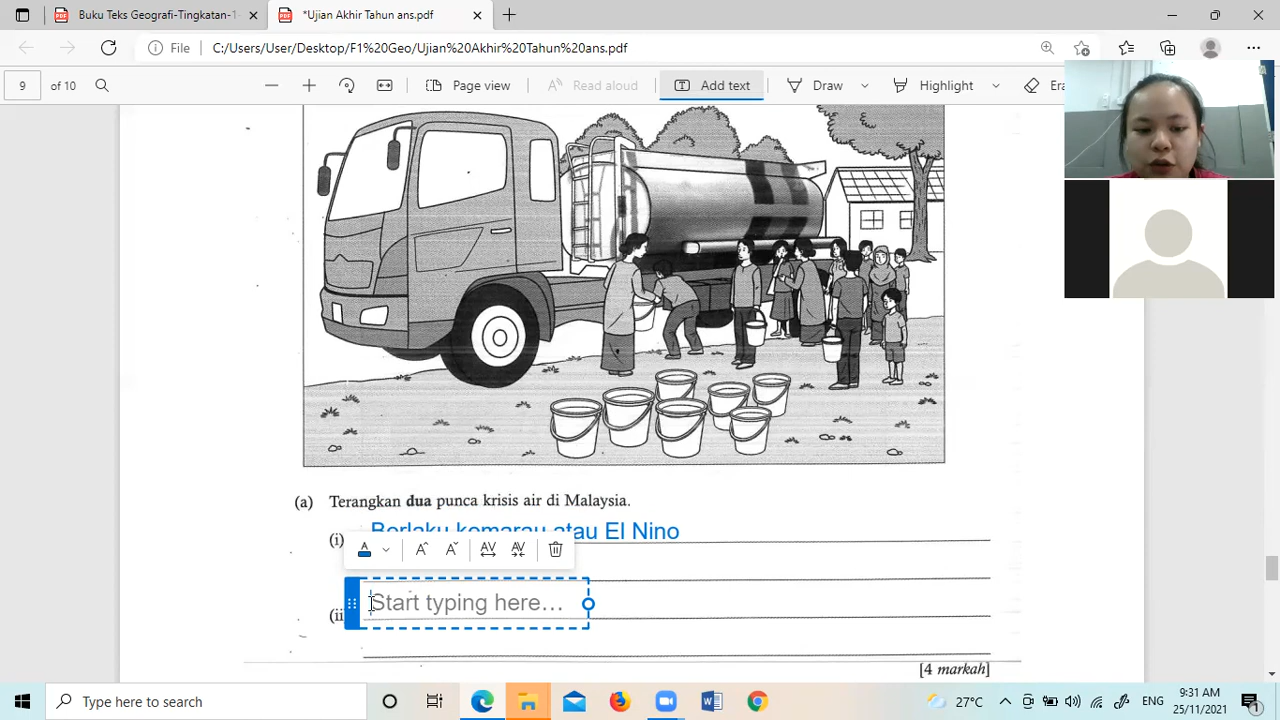 Buku Teks Geografi-Tingkatan-1
*Ujian Akhir Tahun ans.pdf
File
C:/Users/User/Desktop/F1%20Geo/Ujian%20Akhir%20Tahun%20ans.pdf
9 of 10
Page view
Read aloud
Add text
Draw
Highlight
Era
(a) Terangkan dua punca krisis air di Malaysia.
(i) Berlaku kemarau atau El Nino
(ii Start typing here...
[4 markah]
Type here to search
27°C
ENG
9:31 AM
25/11/2021